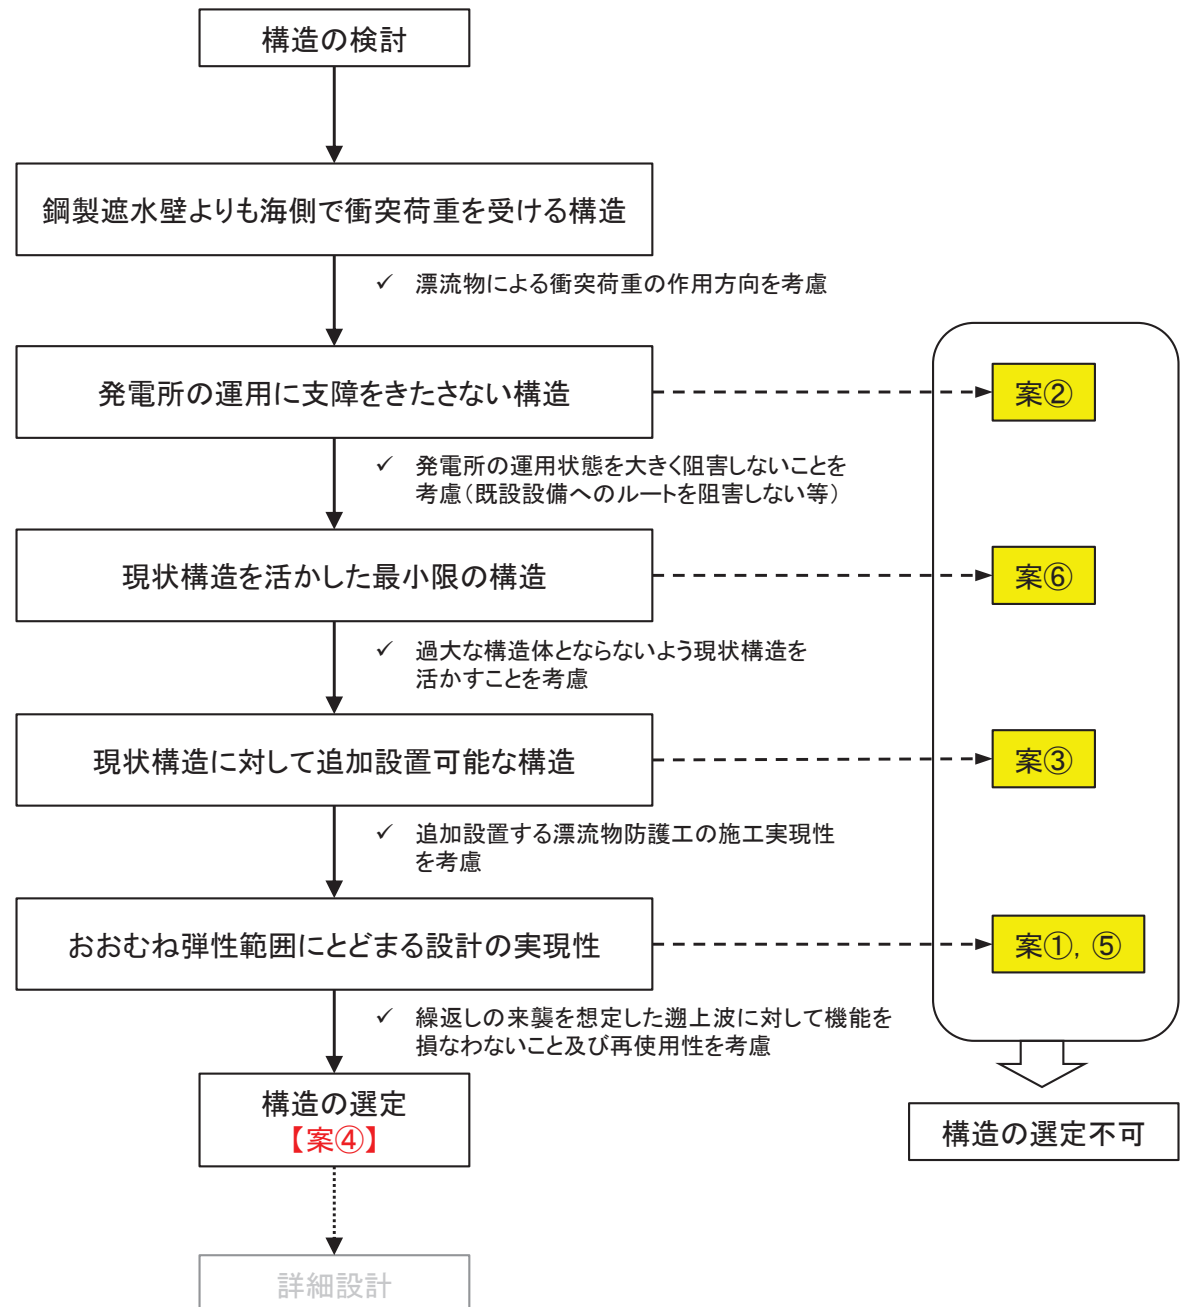 構造の検討
鋼製遮水壁よりも海側で衝突荷重を受ける構造
✓ 漂流物による衝突荷重の作用方向を考慮
発電所の運用に支障をきたさない構造
案②
✓ 発電所の運用状態を大きく阻害しないことを
考慮（既設設備へのルートを阻害しない等）
現状構造を活かした最小限の構造
案⑥
✓ 過大な構造体とならないよう現状構造を
活かすことを考慮
現状構造に対して追加設置可能な構造
案③
✓ 追加設置する漂流物防護工の施工実現性
を考慮
おおむね弾性範囲にとどまる設計の実現性
案①，⑤
✓ 繰返しの来襲を想定した遡上波に対して機能を
損なわないこと及び再使用性を考慮
構造の選定
【案④】
構造の選定不可
詳細設計